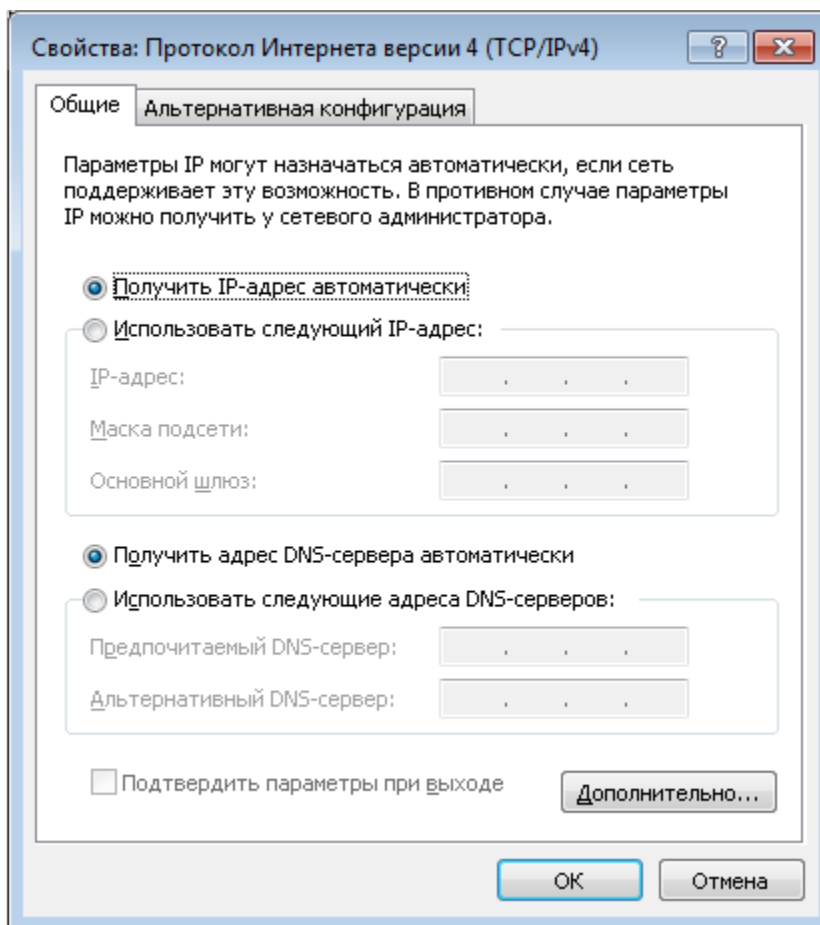 Свойства: Протокол Интернета версии 4 (TCP/IPv4)
Общие
Альтернативная конфигурация
Параметры IP могут назначаться автоматически, если сеть
поддерживает эту возможность. В противном случае параметры
IP можно получить у сетевого администратора.
Получить IP-адрес автоматически
Использовать следующий IP-адрес:
IP-адрес:
Маска подсети:
Основной шлюз:
Получить адрес DNS-сервера автоматически
Использовать следующие адреса DNS-серверов:
Предпочитаемый DNS-сервер:
Альтернативный DNS-сервер:
Подтвердить параметры при выходе
Дополнительно...
ОК
Отмена